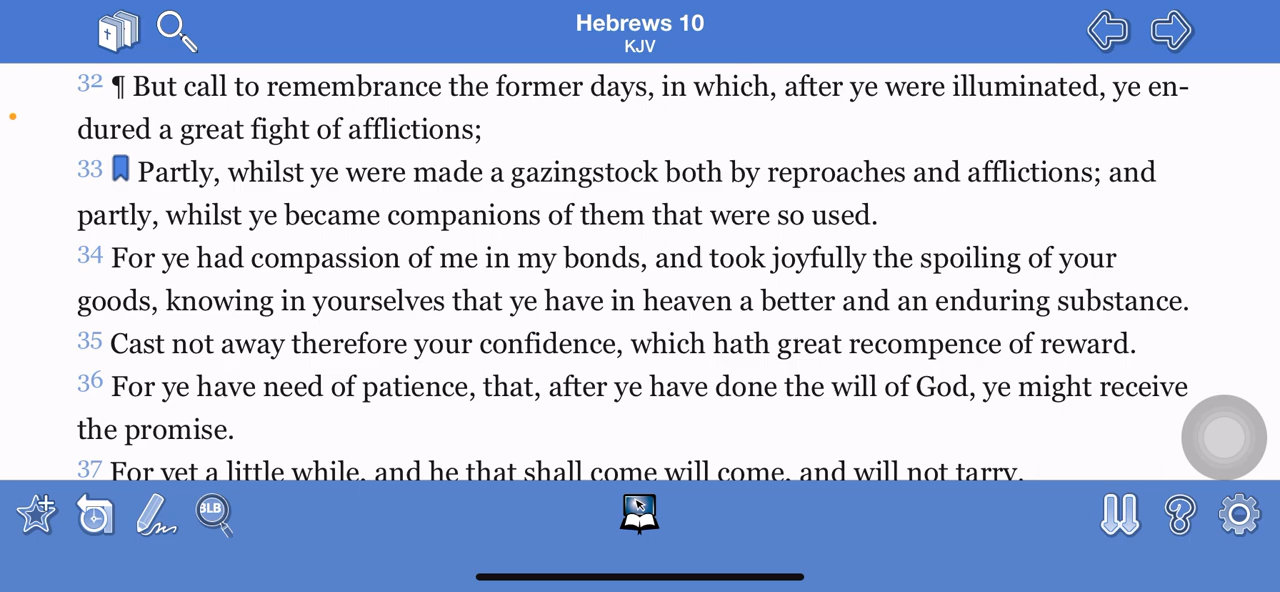 Hebrews 10
KJV
32 ¶ But call to remembrance the former days, in which, after ye were illuminated, ye en-
dured a great fight of afflictions;
33 Partly, whilst ye were made a gazingstock both by reproaches and afflictions; and
partly, whilst ye became companions of them that were so used.
34 For ye had compassion of me in my bonds, and took joyfully the spoiling of your
goods, knowing in yourselves that ye have in heaven a better and an enduring substance.
35 Cast not away therefore your confidence, which hath great recompence of reward.
36 For ye have need of patience, that, after ye have done the will of God, ye might receive
the promise.
37 For yet a little while, and he that shall come will come, and will not tarry.
BLB